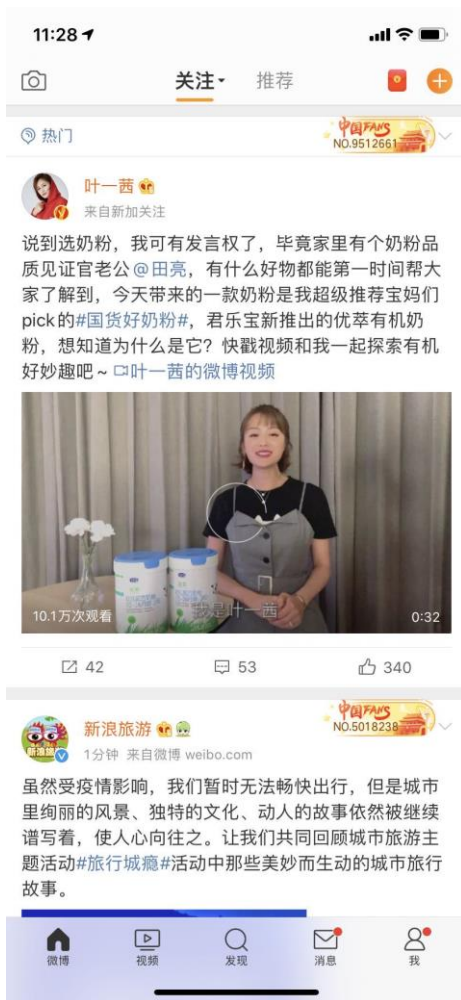 11:28
关注
推荐
热门
中国FANS
NO.9512661
叶一茜
来自新加关注
说到选奶粉，我可有发言权了，毕竟家里有个奶粉品
质见证官老公@田亮，有什么好物都能第一时间帮大
家了解到，今天带来的一款奶粉是我超级推荐宝妈们
pick的#国货好奶粉#，君乐宝新推出的优萃有机奶
粉，想知道为什么是它？快戳视频和我一起探索有机
好妙趣吧～叶一茜的微博视频
我是叶一茜
10.1万次观看
0:32
42
53
340
中国FANS
NO.5018238
新浪旅游
1分钟 来自微博 weibo.com
虽然受疫情影响，我们暂时无法畅快出行，但是城市
里绚丽的风景、独特的文化、动人的故事依然被继续
谱写着，使人心向往之。让我们共同回顾城市旅游主
题活动#旅行城瘾#活动中那些美妙而生动的城市旅行
故事。
微博
视频
发现
消息
我